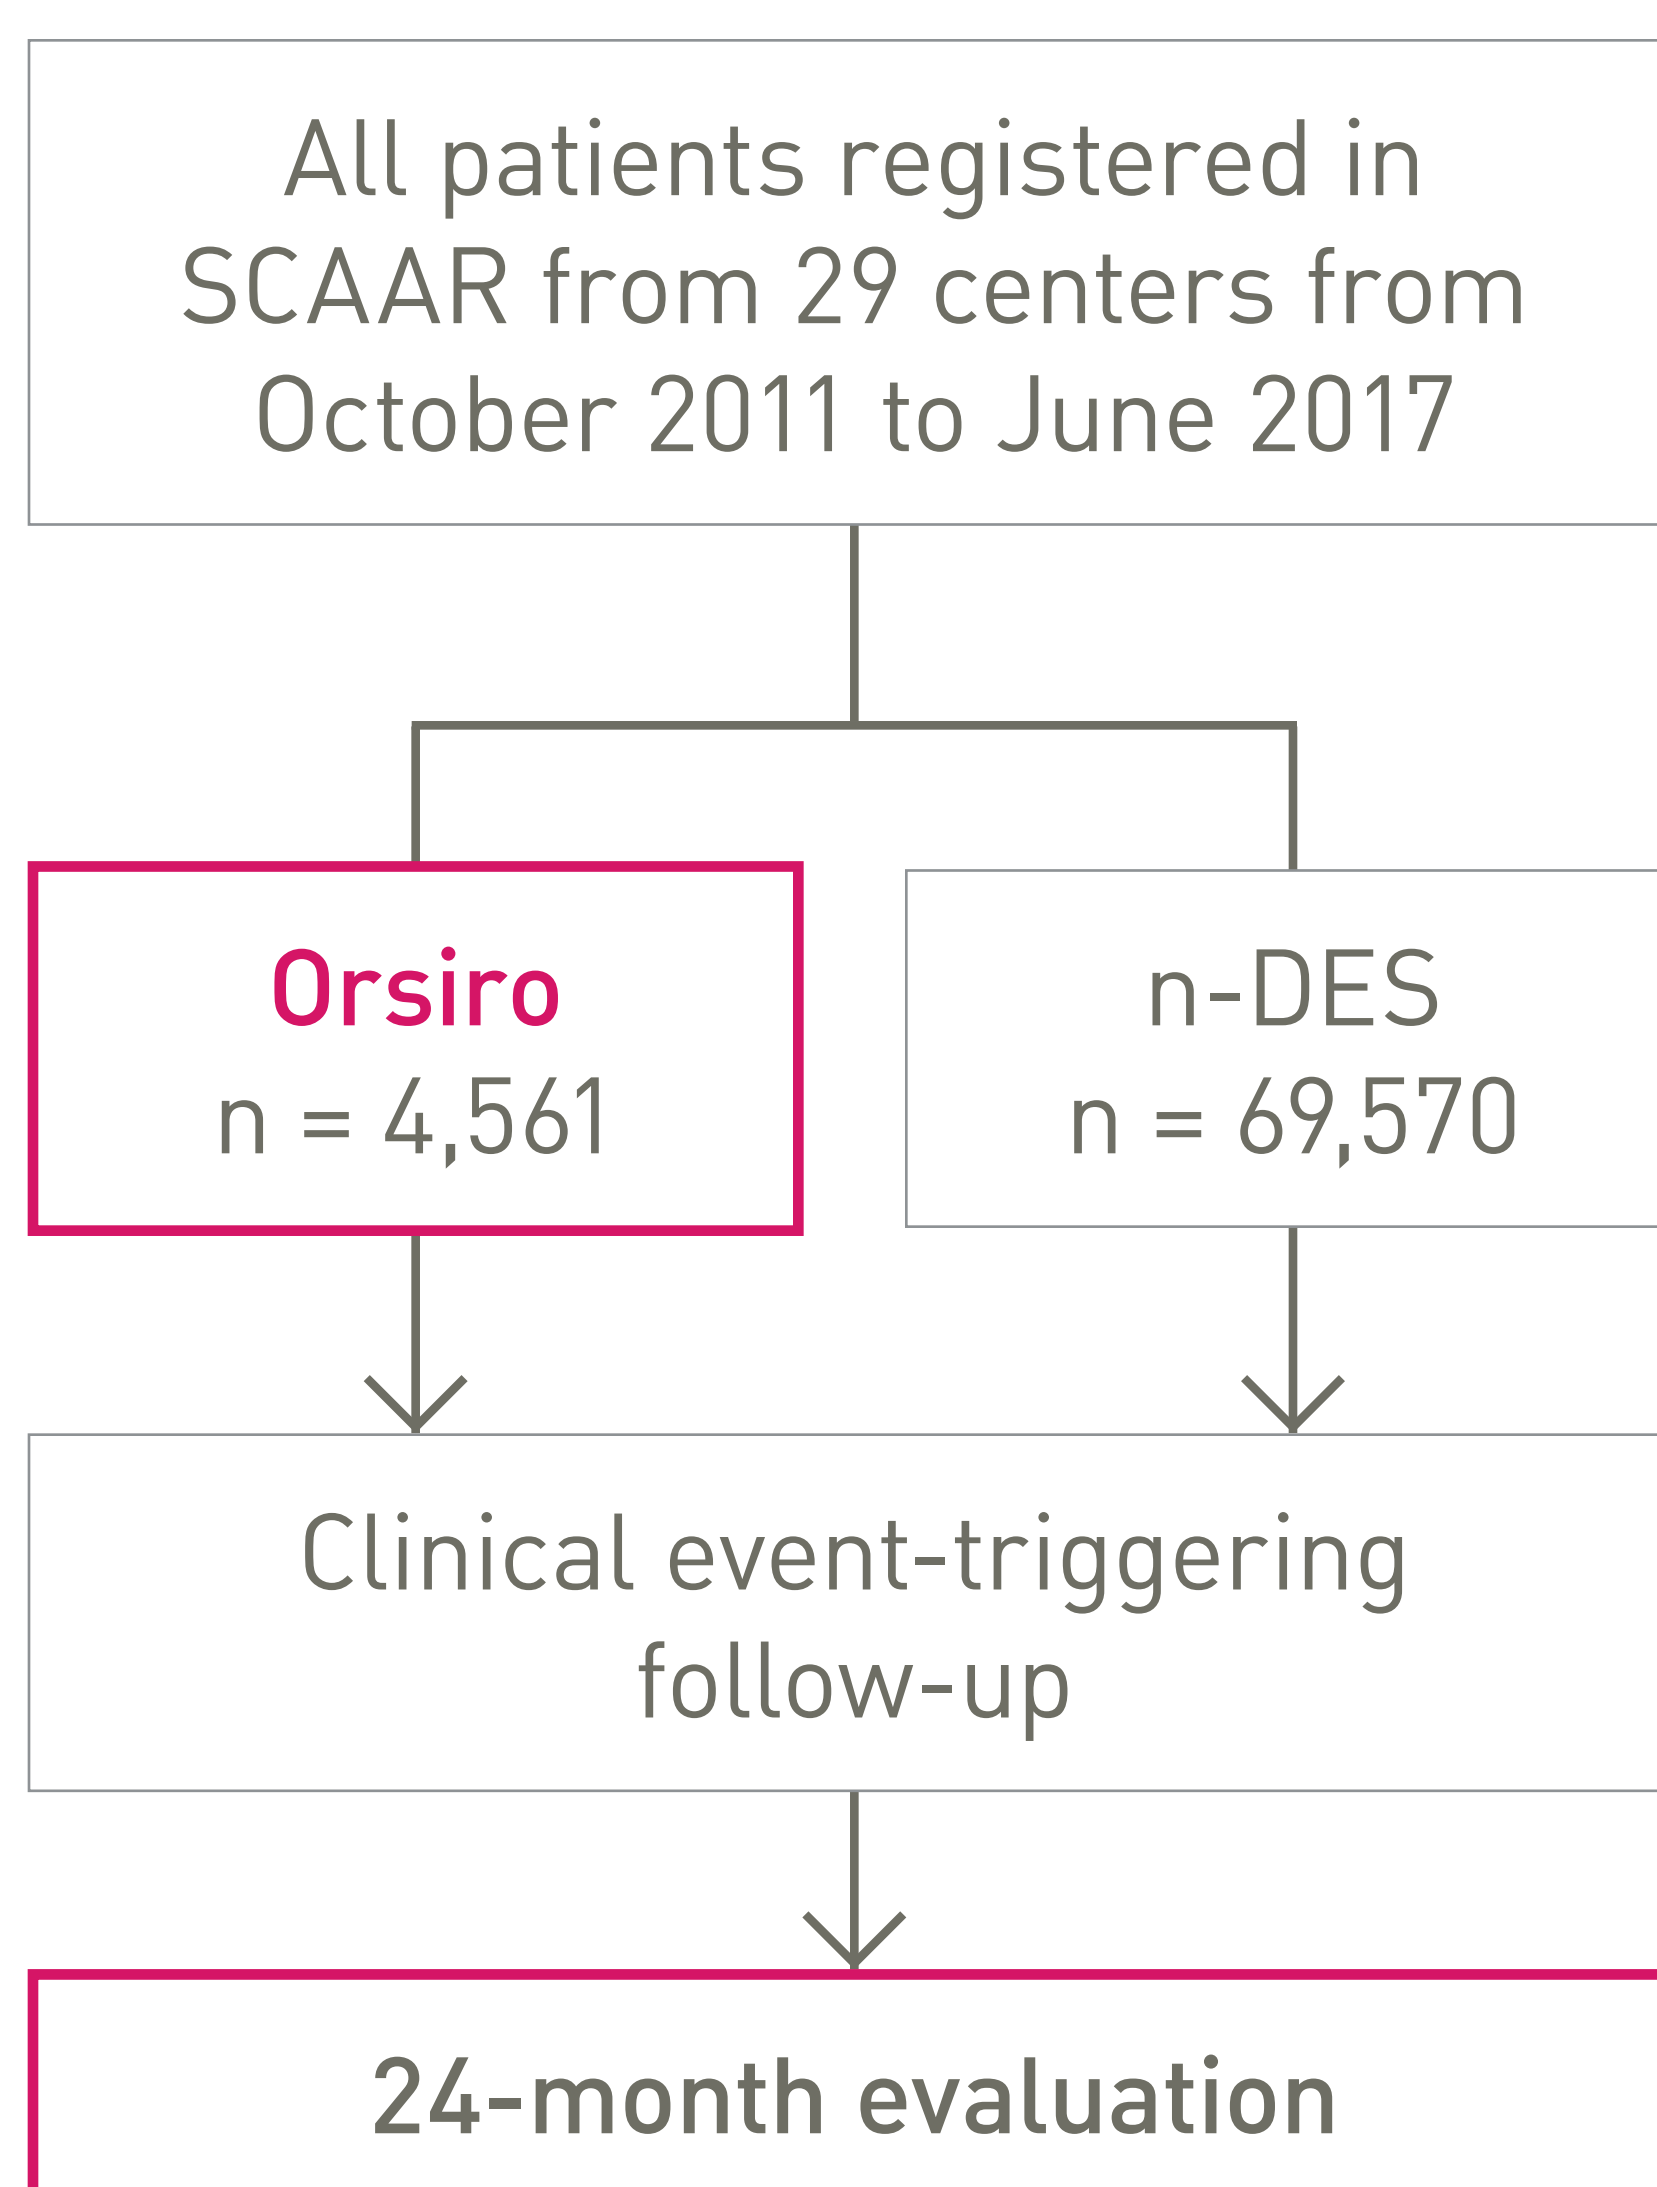 All patients registered in
SCAAR from 29 centers from
October 2011 to June 2017
Orsiro
n = 4,561
n-DES
n = 69,570
Clinical event-triggering
follow-up
24-month evaluation